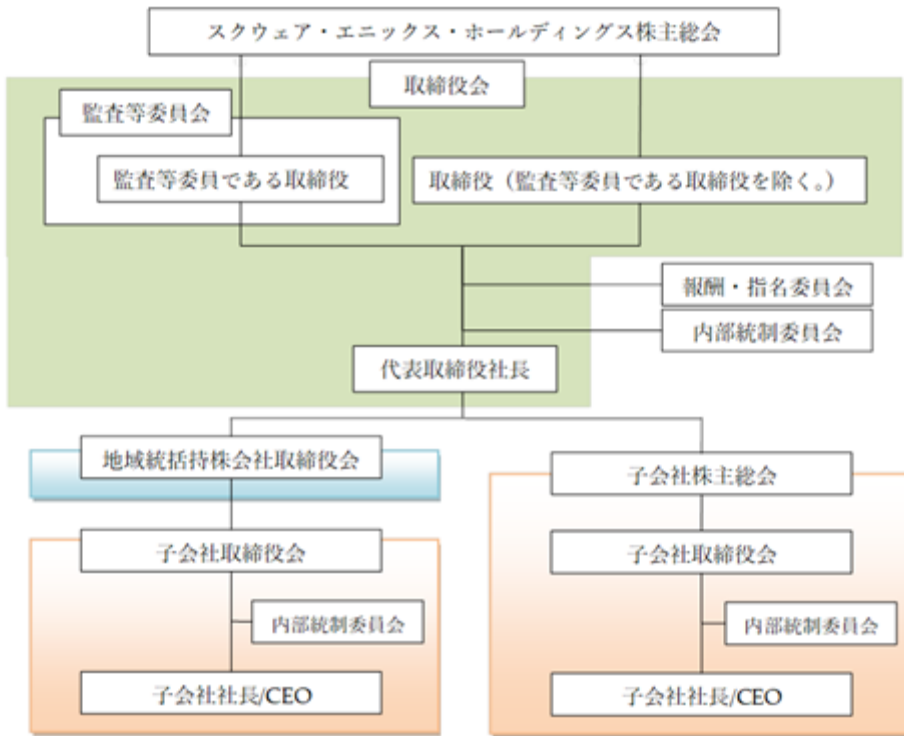 スクウェア・エニックス・ホールディングス株主総会
取締役会
監査等委員会
監査等委員である取締役
取締役（監査等委員である取締役を除く。）
報酬・指名委員会
内部統制委員会
代表取締役社長
地域統括持株会社取締役会
子会社取締役会
内部統制委員会
子会社社長/CEO
子会社株主総会
子会社取締役会
内部統制委員会
子会社社長/CEO